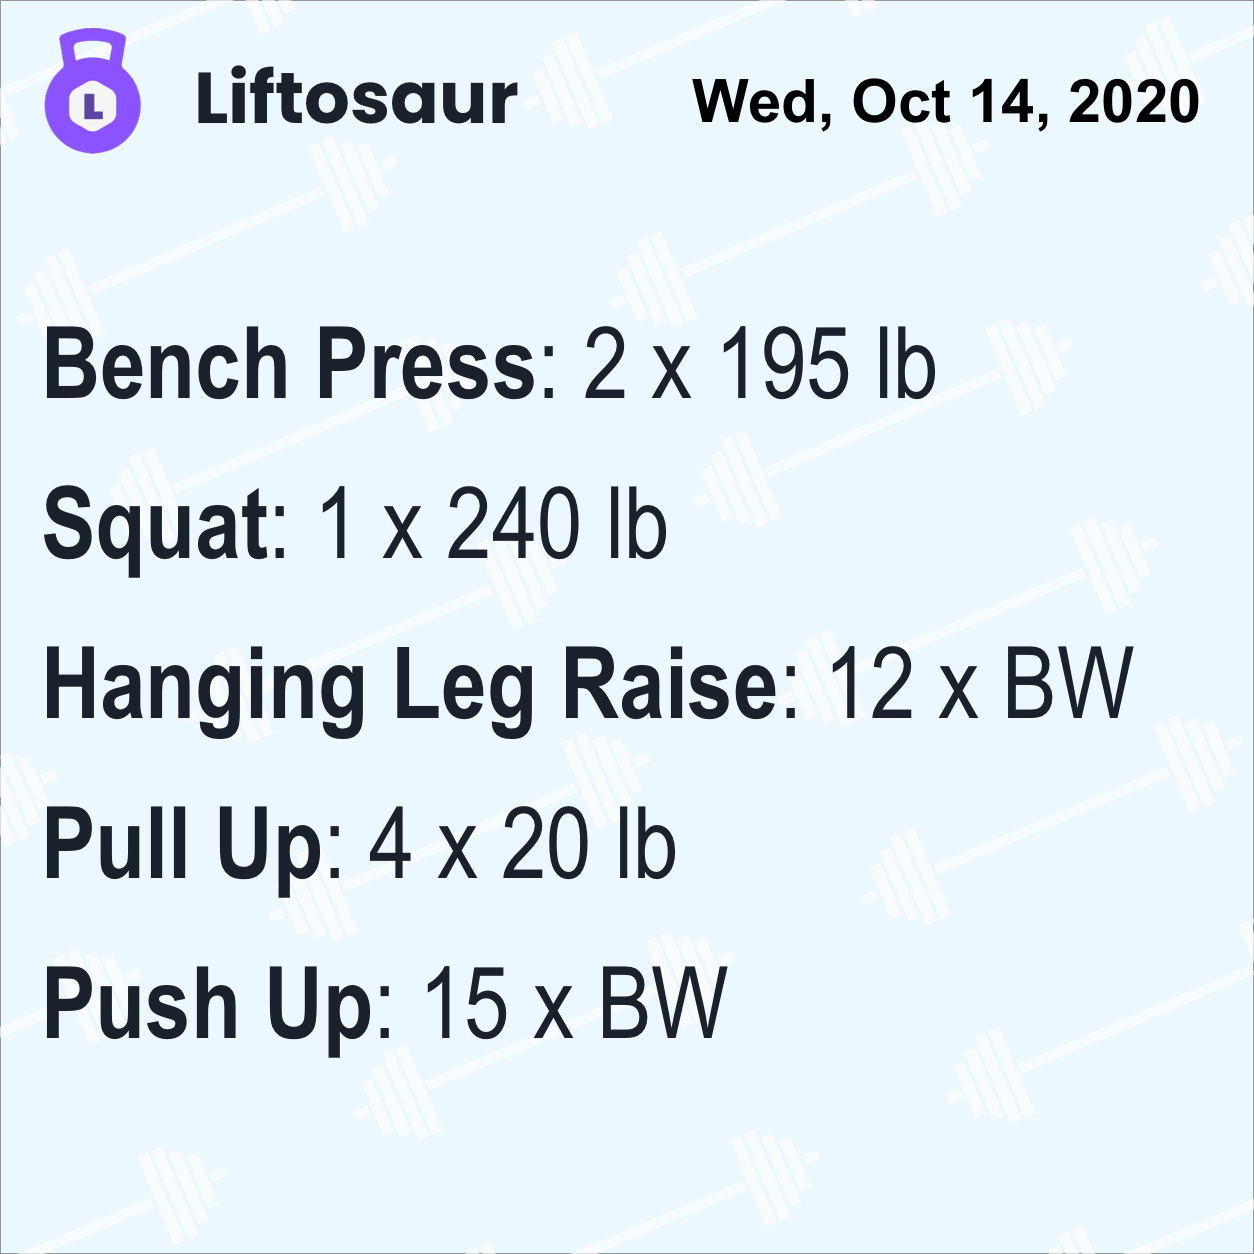 L
Liftosaur
Wed, Oct 14, 2020
Bench Press: 2 x 195 lb
Squat: 1 x 240 lb
Hanging Leg Raise: 12 x BW
Pull Up: 4 x 20 lb
Push Up: 15 x BW